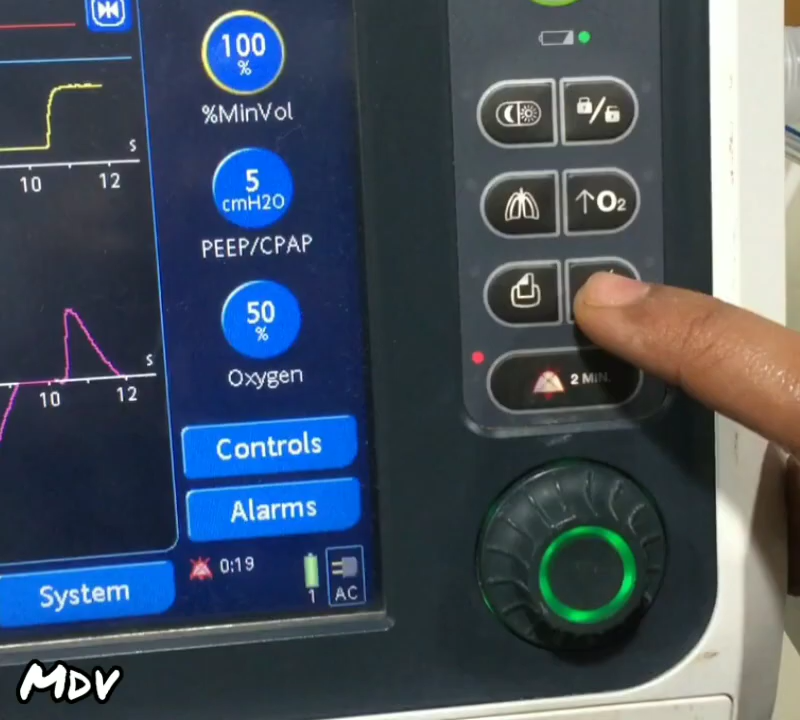 100
%
%MinVol
s
10 12
5
cmH2O
PEEP/CPAP
↑O₂
50
%
Oxygen
s
10 12
2 MIN.
Controls
Alarms
0:19
1
AC
System
MDV